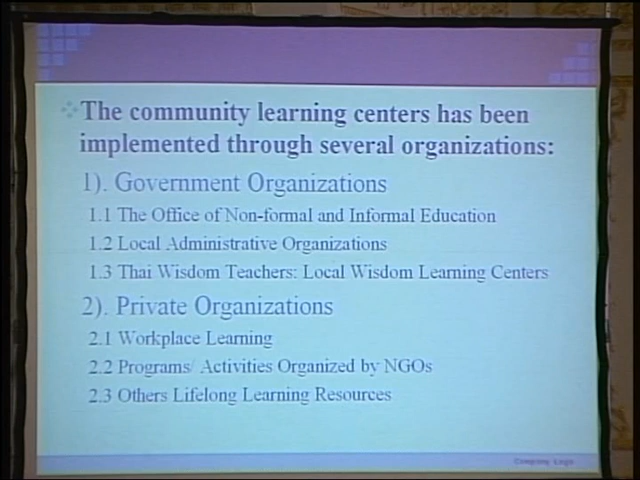 The community learning centers has been
implemented through several organizations:
1). Government Organizations
1.1 The Office of Non-formal and Informal Education
1.2 Local Administrative Organizations
1.3 Thai Wisdom Teachers: Local Wisdom Learning Centers
2). Private Organizations
2.1 Workplace Learning
2.2 Programs/ Activities Organized by NGOs
2.3 Others Lifelong Learning Resources
Company Logo